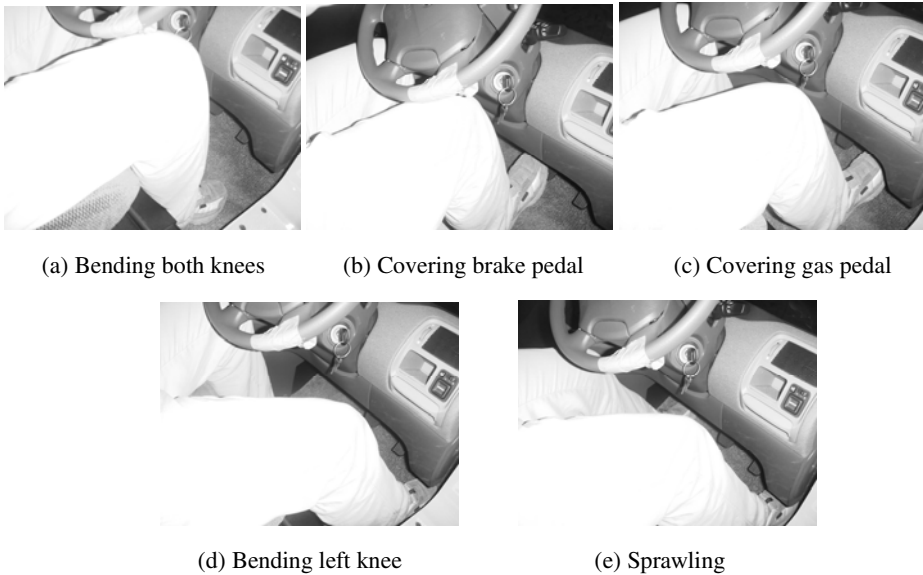 (a) Bending both knees
(b) Covering brake pedal
(c) Covering gas pedal
(d) Bending left knee
(e) Sprawling